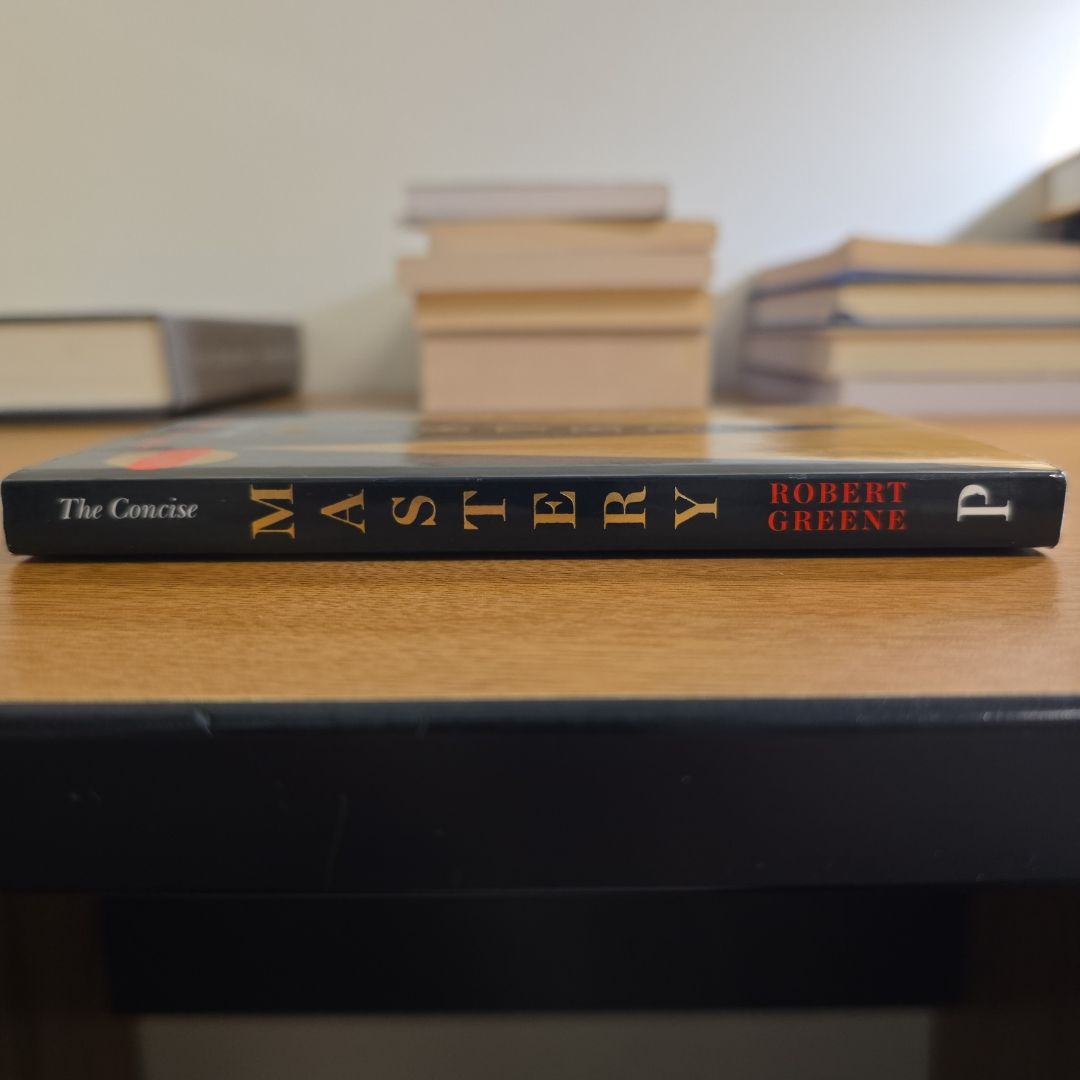 The Concise
MASTERY
ROBERT
GREENE
P